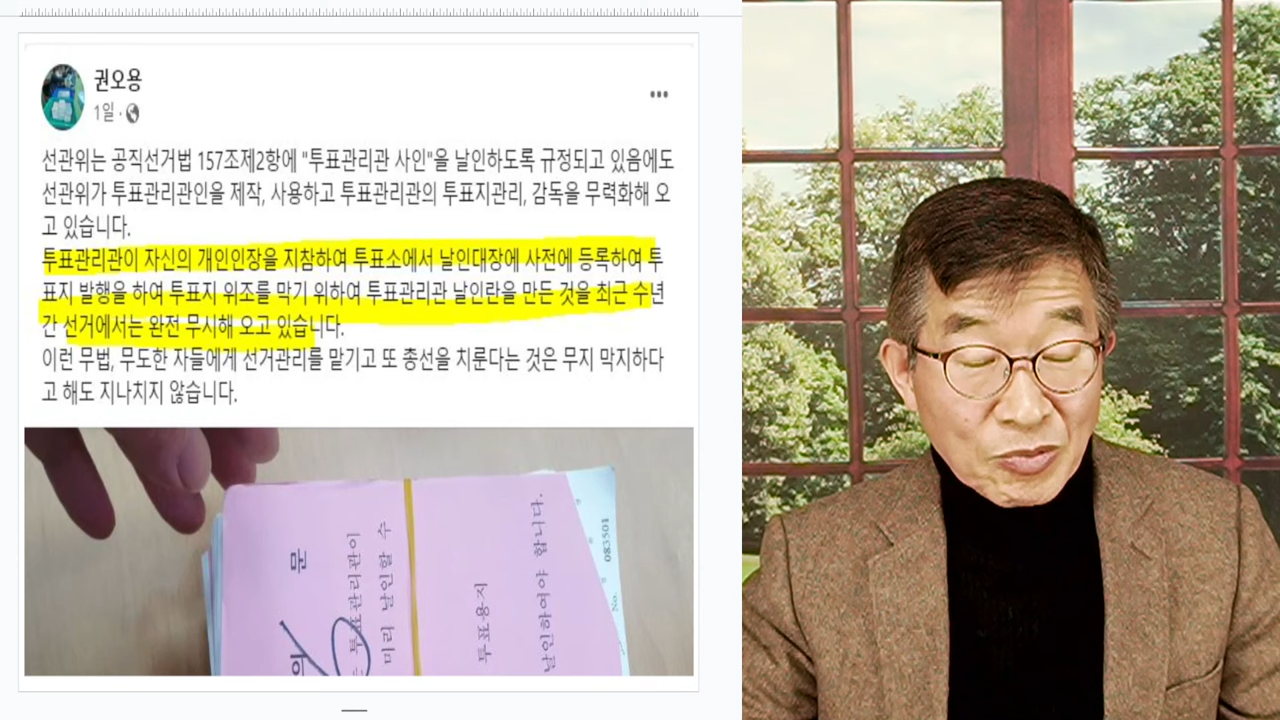 권오용
1일 ·
선관위는 공직선거법 157조제2항에 "투표관리관 사인"을 날인하도록 규정되고 있음에도
선관위가 투표관리관인을 제작, 사용하고 투표관리관의 투표지관리, 감독을 무력화해 오
고 있습니다.
투표관리관이 자신의 개인인장을 지참하여 투표소에서 날인대장에 사전에 등록하여 투
표지 발행을 하여 투표지 위조를 막기 위하여 투표관리관 날인란을 만든 것을 최근 수년
간 선거에서는 완전 무시해 오고 있습니다.
이런 무법, 무도한 자들에게 선거관리를 맡기고 또 총선을 치룬다는 것은 무지 막지하다
고 해도 지나치지 않습니다.
문
투표관리관이
미리 날인할 수
투표용지
날인하여야 합니다.
No. 083501